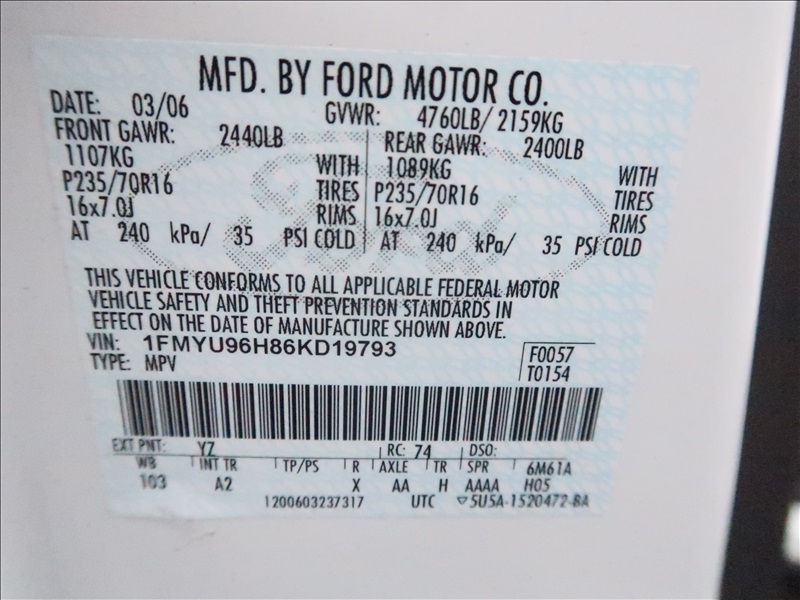 MFD. BY FORD MOTOR CO.
DATE: 03/06 GVWR: 4760LB/ 2159KG
FRONT GAWR: 2440LB REAR GAWR: 2400LB
1107KG WITH 1089KG WITH
P235/70R16 TIRES P235/70R16 TIRES
16x7.0J RIMS 16x7.0J RIMS
AT 240 kPa/ 35 PSI COLD AT 240 kPa/ 35 PSI COLD
Ford
THIS VEHICLE CONFORMS TO ALL APPLICABLE FEDERAL MOTOR
VEHICLE SAFETY AND THEFT PREVENTION STANDARDS IN
EFFECT ON THE DATE OF MANUFACTURE SHOWN ABOVE.
VIN: 1FMYU96H86KD19793 F0057
TYPE: MPV T0154
EXT PNT: YZ RC: 74 DSO:
WB INT TR TP/PS R AXLE TR SPR 6M61A
103 A2 X AA H AAAA H05
1200603237317 UTC ▽5U5A-1520472-BA